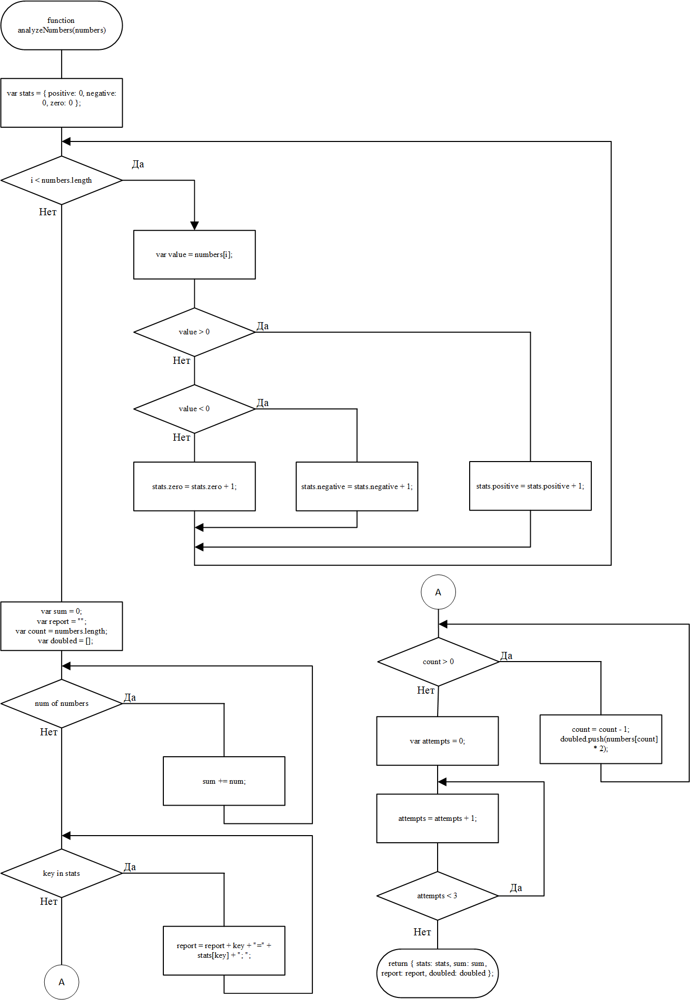 function
analyzeNumbers(numbers)
var stats = { positive: 0, negative:
0, zero: 0 };
i < numbers.length
Да
Нет
var value = numbers[i];
value > 0
Да
Нет
value < 0
Да
Нет
stats.zero = stats.zero + 1;
stats.negative = stats.negative + 1;
stats.positive = stats.positive + 1;
var sum = 0;
var report = "";
var count = numbers.length;
var doubled = [];
num of numbers
Да
Нет
sum += num;
key in stats
Да
Нет
report = report + key + "=" +
stats[key] + "; ";
A
A
count > 0
Да
Нет
count = count - 1;
doubled.push(numbers[count]
* 2);
var attempts = 0;
attempts = attempts + 1;
attempts < 3
Да
Нет
return { stats: stats, sum: sum,
report: report, doubled: doubled };